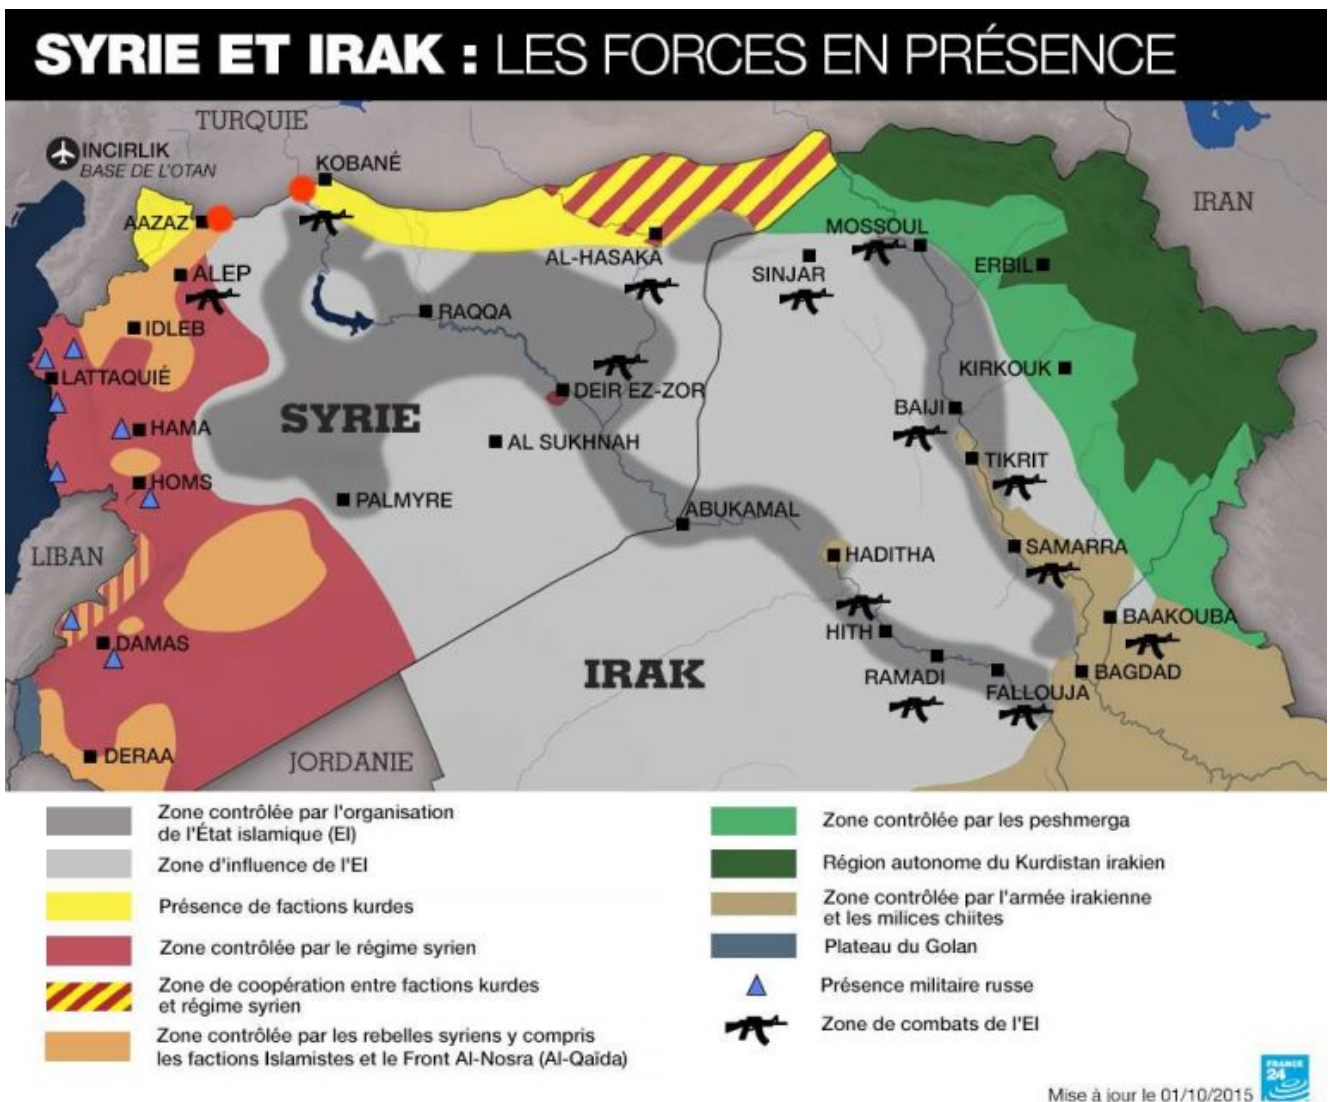 SYRIE ET IRAK : LES FORCES EN PRÉSENCE
TURQUIE
INCIRLIK
BASE DE L'OTAN
KOBANÉ
IRAN
AAZAZ
MOSSOUL
AL-HASAKA
ERBIL
ALEP
SINJAR
RAQQA
IDLEB
LATTAQUIÉ
KIRKOUK
DEIR EZ-ZOR
BAIJI
SYRIE
HAMA
AL SUKHNAH
TIKRIT
HOMS
PALMYRE
ABUKAMAL
LIBAN
HADITHA
SAMARRA
BAAKOUBA
HITH
DAMAS
IRAK
RAMADI
BAGDAD
FALLOUJA
DERAA
JORDANIE
Zone contrôlée par l'organisation
de l'État islamique (EI)
Zone d'influence de l'EI
Présence de factions kurdes
Zone contrôlée par le régime syrien
Zone de coopération entre factions kurdes
et régime syrien
Zone contrôlée par les rebelles syriens y compris
les factions Islamistes et le Front Al-Nosra (Al-Qaïda)
Zone contrôlée par les peshmerga
Région autonome du Kurdistan irakien
Zone contrôlée par l'armée irakienne
et les milices chiites
Plateau du Golan
Présence militaire russe
Zone de combats de l'EI
FRANCE
24
Mise à jour le 01/10/2015